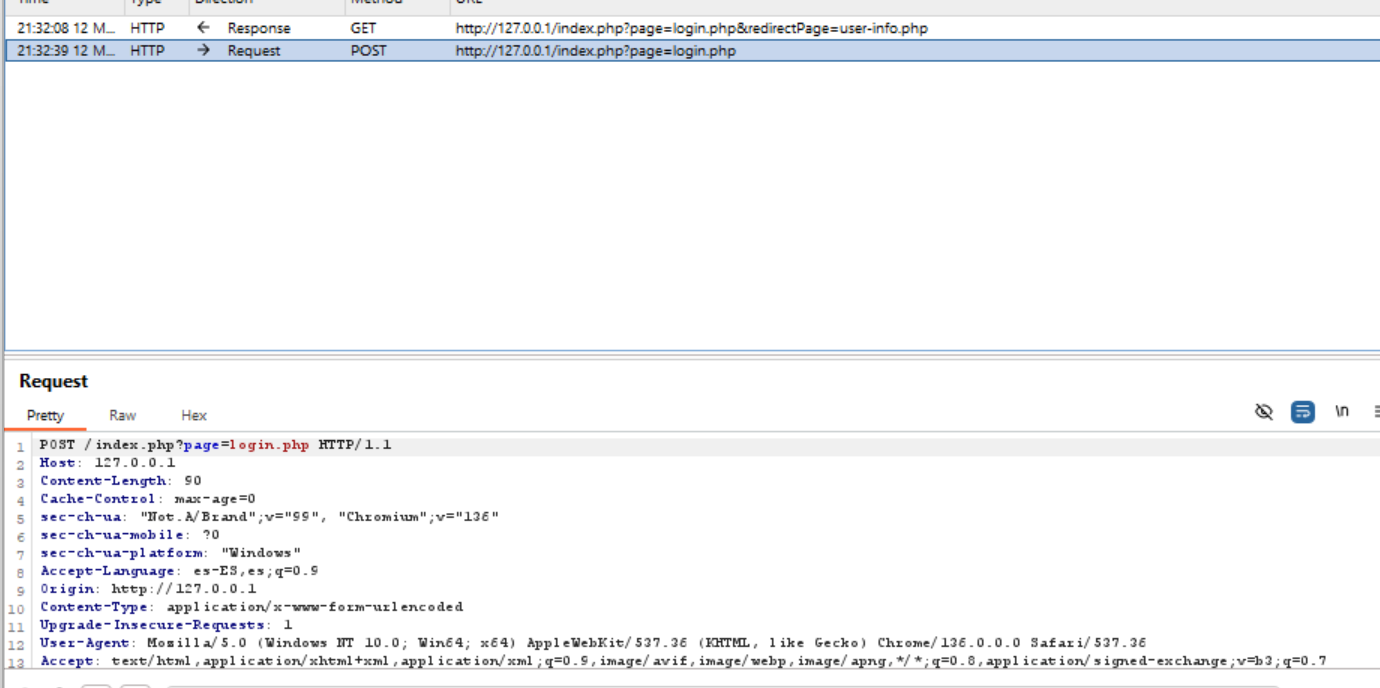 Time Type Direction Method URL
21:32:08 12 M... HTTP ← Response GET http://127.0.0.1/index.php?page=login.php&redirectPage=user-info.php
21:32:39 12 M... HTTP → Request POST http://127.0.0.1/index.php?page=login.php
Request
Pretty Raw Hex \n
1 POST /index.php?page=login.php HTTP/1.1
2 Host: 127.0.0.1
3 Content-Length: 90
4 Cache-Control: max-age=0
5 sec-ch-ua: "Not.A/Brand";v="99", "Chromium";v="136"
6 sec-ch-ua-mobile: ?0
7 sec-ch-ua-platform: "Windows"
8 Accept-Language: es-ES,es;q=0.9
9 Origin: http://127.0.0.1
10 Content-Type: application/x-www-form-urlencoded
11 Upgrade-Insecure-Requests: 1
12 User-Agent: Mozilla/5.0 (Windows NT 10.0; Win64; x64) AppleWebKit/537.36 (KHTML, like Gecko) Chrome/136.0.0.0 Safari/537.36
13 Accept: text/html,application/xhtml+xml,application/xml;q=0.9,image/avif,image/webp,image/apng,*/*;q=0.8,application/signed-exchange;v=b3;q=0.7